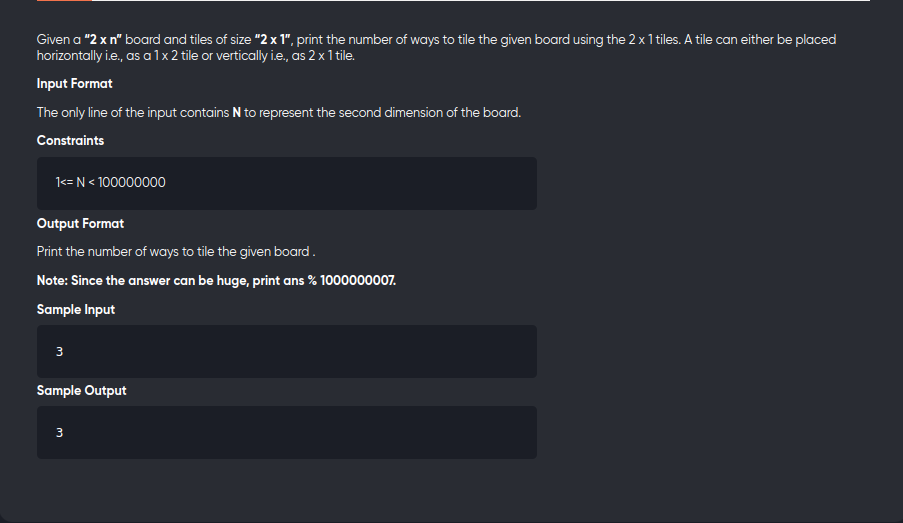 Given a "2 x n" board and tiles of size "2 x 1", print the number of ways to tile the given board using the 2 x 1 tiles. A tile can either be placed
horizontally i.e., as a 1 x 2 tile or vertically i.e., as 2 x 1 tile.
Input Format
The only line of the input contains N to represent the second dimension of the board.
Constraints
1<= N < 100000000
Output Format
Print the number of ways to tile the given board .
Note: Since the answer can be huge, print ans % 1000000007.
Sample Input
3
Sample Output
3